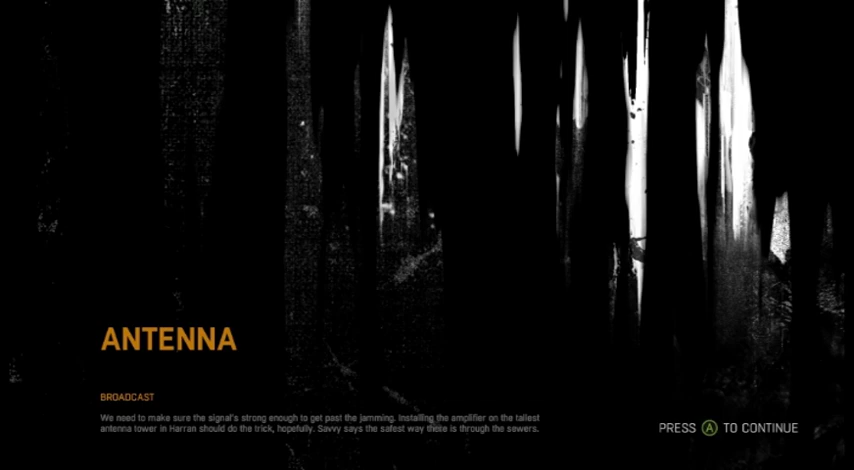 ANTENNA
BROADCAST
We need to make sure the signal's strong enough to get past the jamming. Installing the amplifier on the tallest
antenna tower in Harran should do the trick, hopefully. Savvy says the safest way there is through the sewers.
PRESS A TO CONTINUE